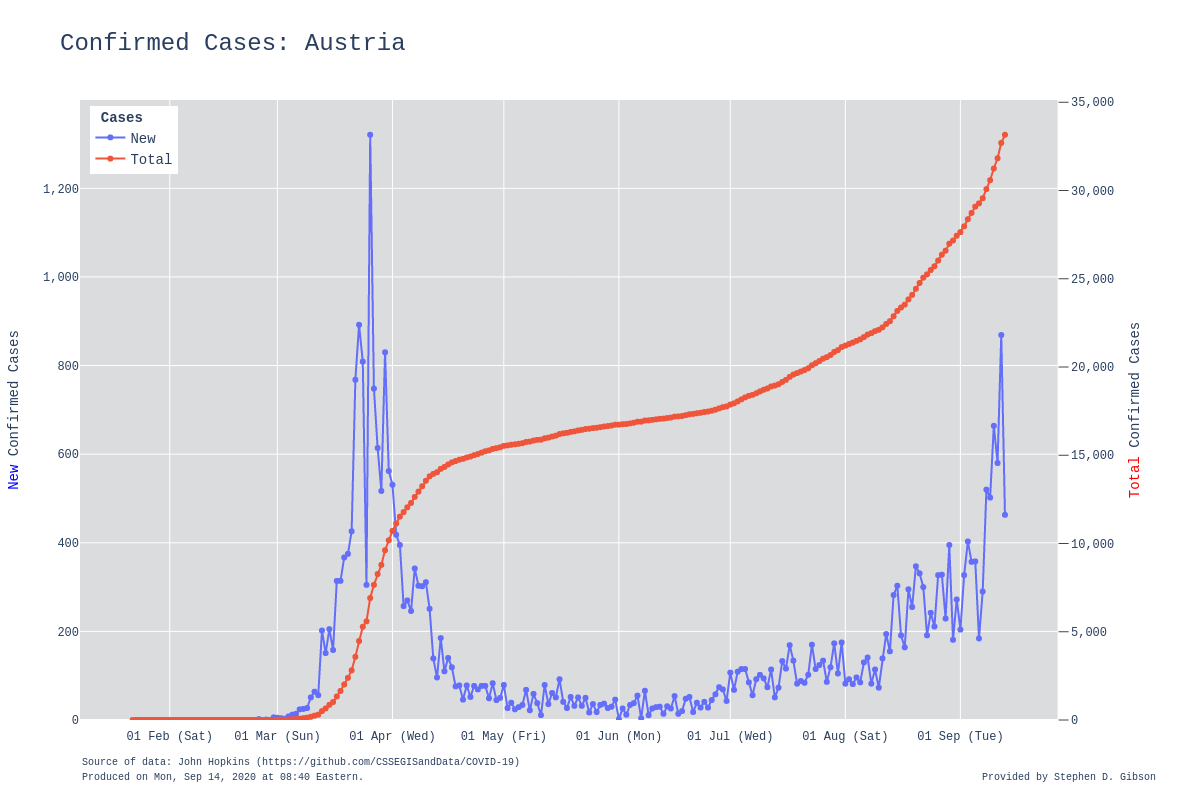 Confirmed Cases: Austria
Cases
New
Total
35,000
30,000
25,000
20,000
15,000
10,000
5,000
0
1,200
1,000
800
600
400
200
0
New Confirmed Cases
Total Confirmed Cases
01 Feb (Sat) 01 Mar (Sun) 01 Apr (Wed) 01 May (Fri) 01 Jun (Mon) 01 Jul (Wed) 01 Aug (Sat) 01 Sep (Tue)
Source of data: John Hopkins (https://github.com/CSSEGISandData/COVID-19)
Produced on Mon, Sep 14, 2020 at 08:40 Eastern.
Provided by Stephen D. Gibson